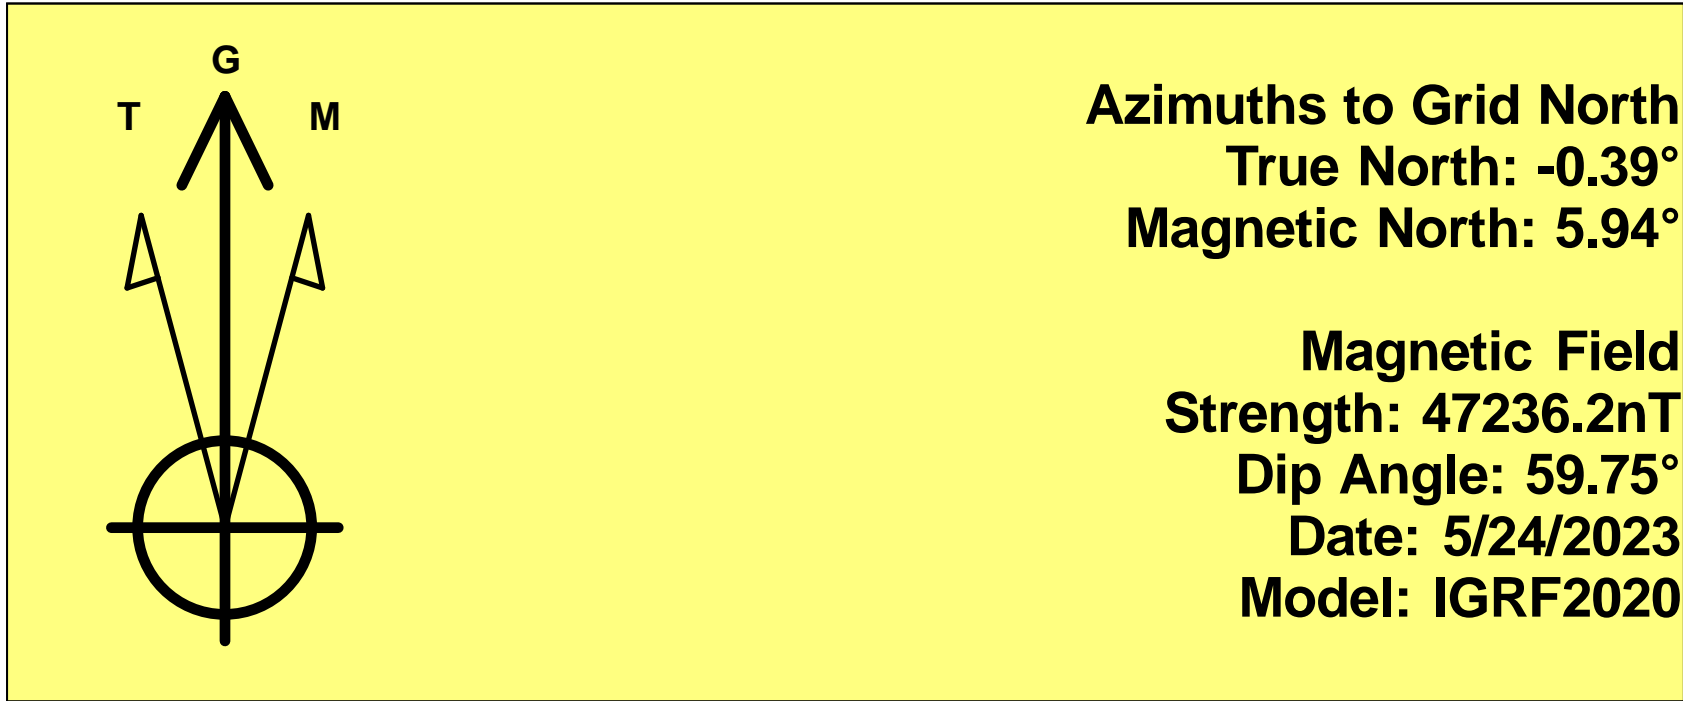 G
T
M
Azimuths to Grid North
True North: -0.39°
Magnetic North: 5.94°
Magnetic Field
Strength: 47236.2nT
Dip Angle: 59.75°
Date: 5/24/2023
Model: IGRF2020